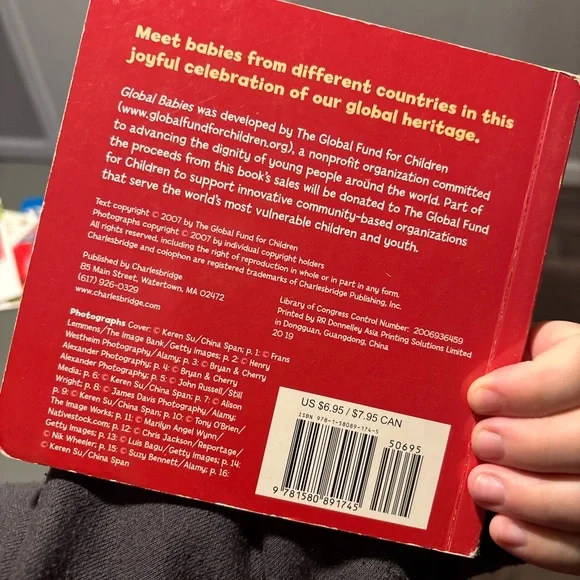 Meet babies from different countries in this
joyful celebration of our global heritage.
Global Babies was developed by The Global Fund for Children
(www.globalfundforchildren.org), a nonprofit organization committed
to advancing the dignity of young people around the world. Part of
the proceeds from this book's sales will be donated to The Global Fund
for Children to support innovative community-based organizations
that serve the world's most vulnerable children and youth.
Text copyright © 2007 by The Global Fund for Children
Photographs copyright © 2007 by individual copyright holders
All rights reserved, including the right of reproduction in whole or in part in any form.
Charlesbridge and colophon are registered trademarks of Charlesbridge Publishing, Inc.
Published by Charlesbridge
85 Main Street, Watertown, MA 02472
(617) 926-0329
www.charlesbridge.com
Library of Congress Control Number: 2006936459
Printed by RR Donnelley Asia Printing Solutions Limited
in Dongguan, Guangdong, China
20 19
Photographs Cover: © Keren Su/China Span; p. 1: © Frans
Lemmens/The Image Bank/Getty Images; p. 2: © Henry
Westheim Photography/Alamy; p. 3: © Bryan & Cherry
Alexander Photography; p. 4: © Bryan & Cherry
Alexander Photography; p. 5: © John Russell/Still
Media; p. 6: © Keren Su/China Span; p. 7: © Alison
Wright; p. 8: © James Davis Photography/Alamy;
p. 9: © Keren Su/China Span; p. 10: © Tony O'Brien/
The Image Works; p. 11: © Marilyn Angel Wynn/
Nativestock.com; p. 12: © Chris Jackson/Reportage/
Getty Images; p. 13: © Luis Bagu/Getty Images; p. 14:
© Nik Wheeler; p. 15: © Suzy Bennett/Alamy; p. 16:
© Keren Su/China Span
US $6.95 / $7.95 CAN
ISBN 978-1-58089-174-5
50695
9 781580 891745